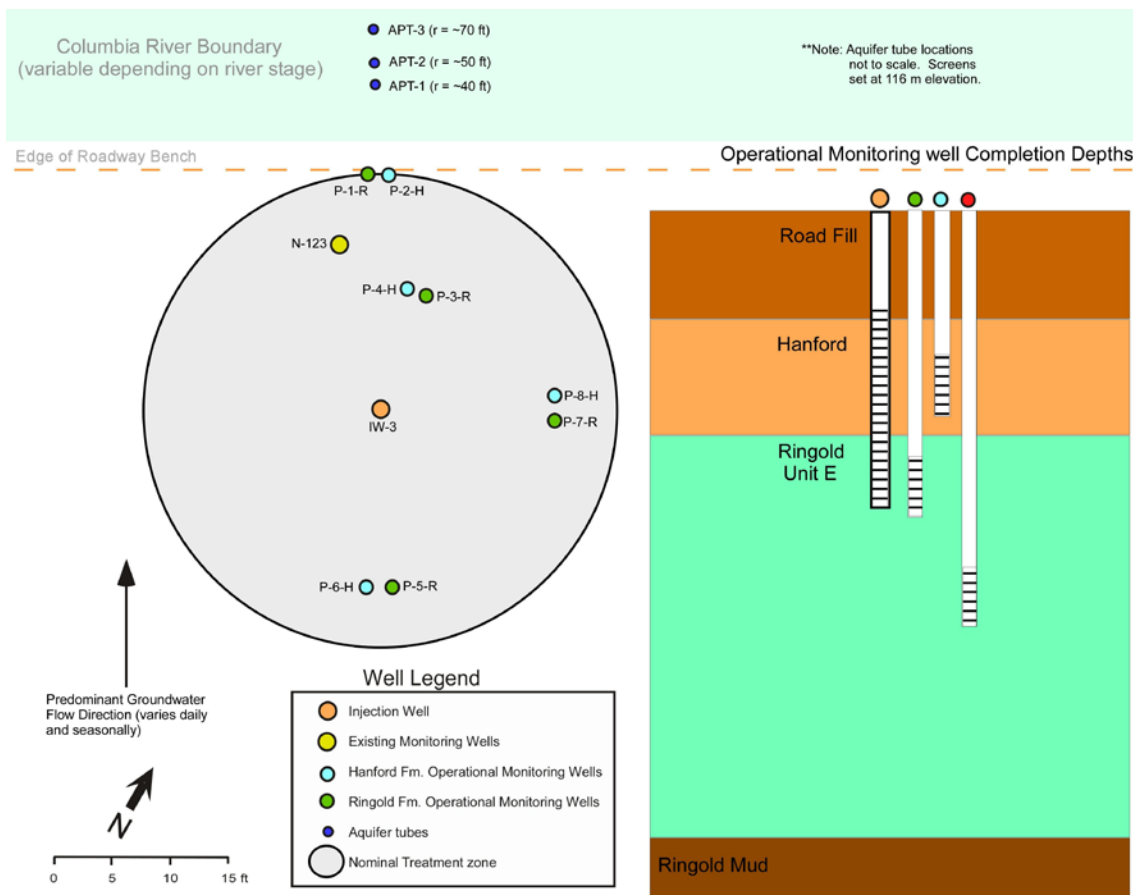 Columbia River Boundary
(variable depending on river stage)
APT-3 (r = ~70 ft)
APT-2 (r = ~50 ft)
APT-1 (r = ~40 ft)
**Note: Aquifer tube locations
not to scale. Screens
set at 116 m elevation.
Edge of Roadway Bench
Operational Monitoring well Completion Depths
P-1-R
P-2-H
N-123
P-4-H
P-3-R
P-8-H
P-7-R
IW-3
P-6-H
P-5-R
Road Fill
Hanford
Ringold
Unit E
Ringold Mud
Predominant Groundwater
Flow Direction (varies daily
and seasonally)
N
0 5 10 15 ft
Well Legend
Injection Well
Existing Monitoring Wells
Hanford Fm. Operational Monitoring Wells
Ringold Fm. Operational Monitoring Wells
Aquifer tubes
Nominal Treatment zone